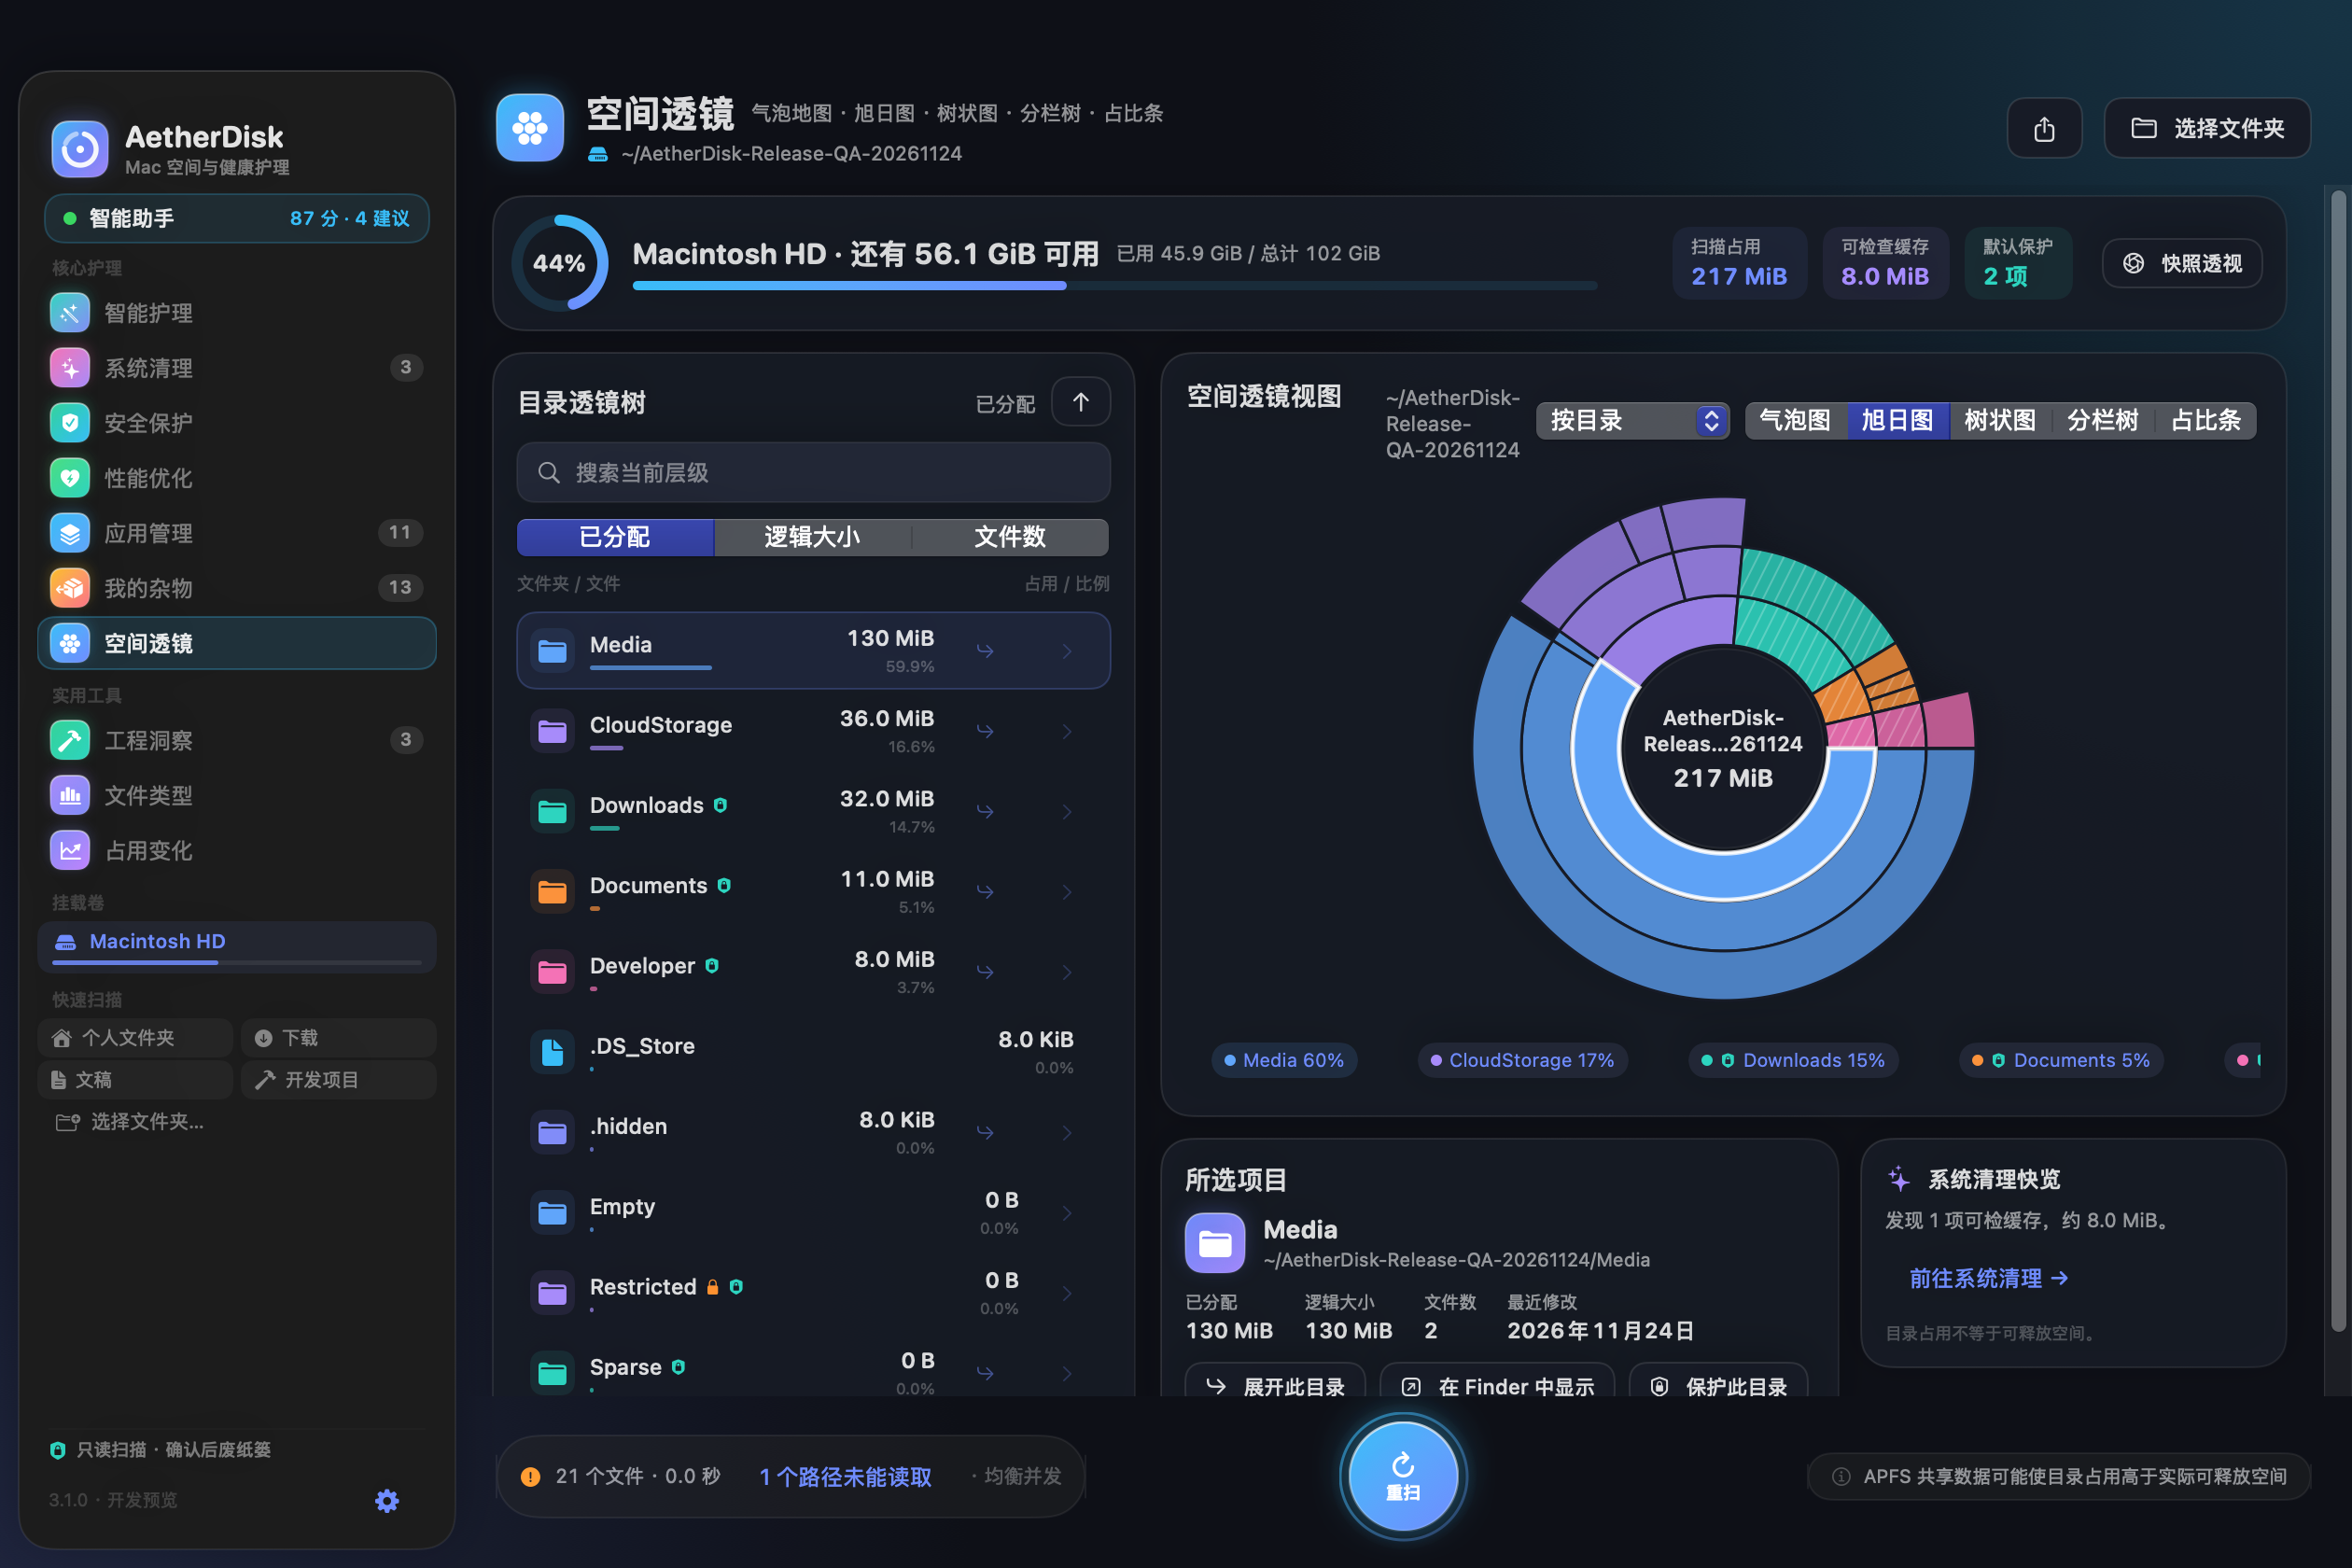 AetherDisk
Mac 空间与健康护理
智能助手 87 分 · 4 建议
核心护理
智能护理
系统清理 3
安全保护
性能优化
应用管理 11
我的杂物 13
空间透镜
实用工具
工程洞察 3
文件类型
占用变化
挂载卷
Macintosh HD
快速扫描
个人文件夹 下载
文稿 开发项目
选择文件夹...
只读扫描 · 确认后废纸篓
3.1.0 · 开发预览
空间透镜 气泡地图 · 旭日图 · 树状图 · 分栏树 · 占比条
~/AetherDisk-Release-QA-20261124
选择文件夹
44%
Macintosh HD · 还有 56.1 GiB 可用 已用 45.9 GiB / 总计 102 GiB
扫描占用
217 MiB
可检查缓存
8.0 MiB
默认保护
2 项
快照透视
目录透镜树 已分配
搜索当前层级
已分配 逻辑大小 文件数
文件夹 / 文件 占用 / 比例
Media 130 MiB
59.9%
CloudStorage 36.0 MiB
16.6%
Downloads 32.0 MiB
14.7%
Documents 11.0 MiB
5.1%
Developer 8.0 MiB
3.7%
.DS_Store 8.0 KiB
0.0%
.hidden 8.0 KiB
0.0%
Empty 0 B
0.0%
Restricted 0 B
0.0%
Sparse 0 B
0.0%
空间透镜视图
~/AetherDisk-
Release-
QA-20261124
按目录
气泡图 旭日图 树状图 分栏树 占比条
AetherDisk-
Releas...261124
217 MiB
Media 60% CloudStorage 17% Downloads 15% Documents 5%
所选项目
Media
~/AetherDisk-Release-QA-20261124/Media
已分配 逻辑大小 文件数 最近修改
130 MiB 130 MiB 2 2026年11月24日
展开此目录 在 Finder 中显示 保护此目录
系统清理快览
发现 1 项可检缓存，约 8.0 MiB。
前往系统清理 →
目录占用不等于可释放空间。
21 个文件 · 0.0 秒 1 个路径未能读取 · 均衡并发
重扫
APFS 共享数据可能使目录占用高于实际可释放空间